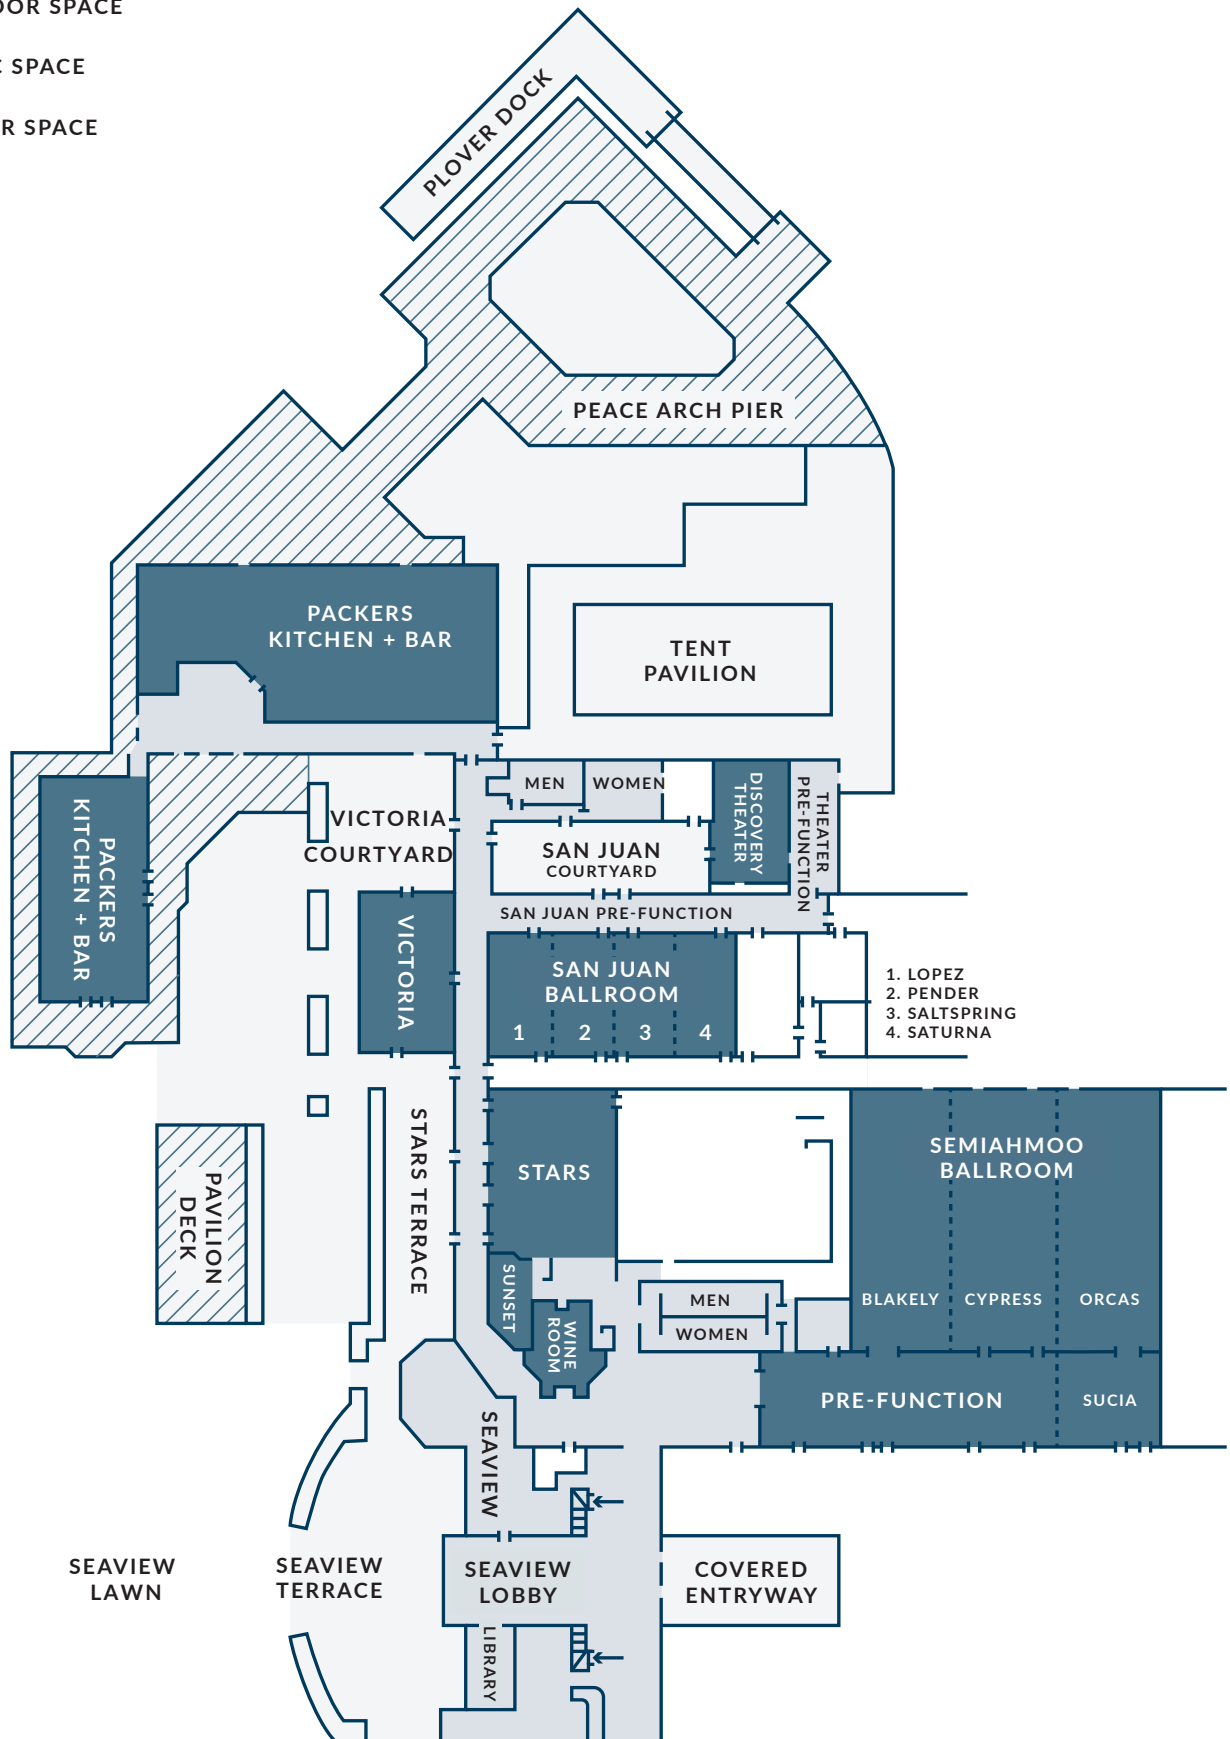 OOR SPACE
C SPACE
R SPACE
PLOVER DOCK
PEACE ARCH PIER
PACKERS
KITCHEN + BAR
TENT
PAVILION
MEN
WOMEN
DISCOVERY
THEATER
THEATER
PRE-FUNCTION
PACKERS
KITCHEN + BAR
VICTORIA
COURTYARD
SAN JUAN
COURTYARD
SAN JUAN PRE-FUNCTION
VICTORIA
SAN JUAN
BALLROOM
1 2 3 4
1. LOPEZ
2. PENDER
3. SALTSPRING
4. SATURNA
STARS TERRACE
STARS
SEMIAHMOO
BALLROOM
PAVILION
DECK
SUNSET
WINE
ROOM
MEN
WOMEN
BLAKELY CYPRESS ORCAS
PRE-FUNCTION
SUCIA
SEAVIEW
SEAVIEW
LAWN
SEAVIEW
TERRACE
SEAVIEW
LOBBY
COVERED
ENTRYWAY
LIBRARY